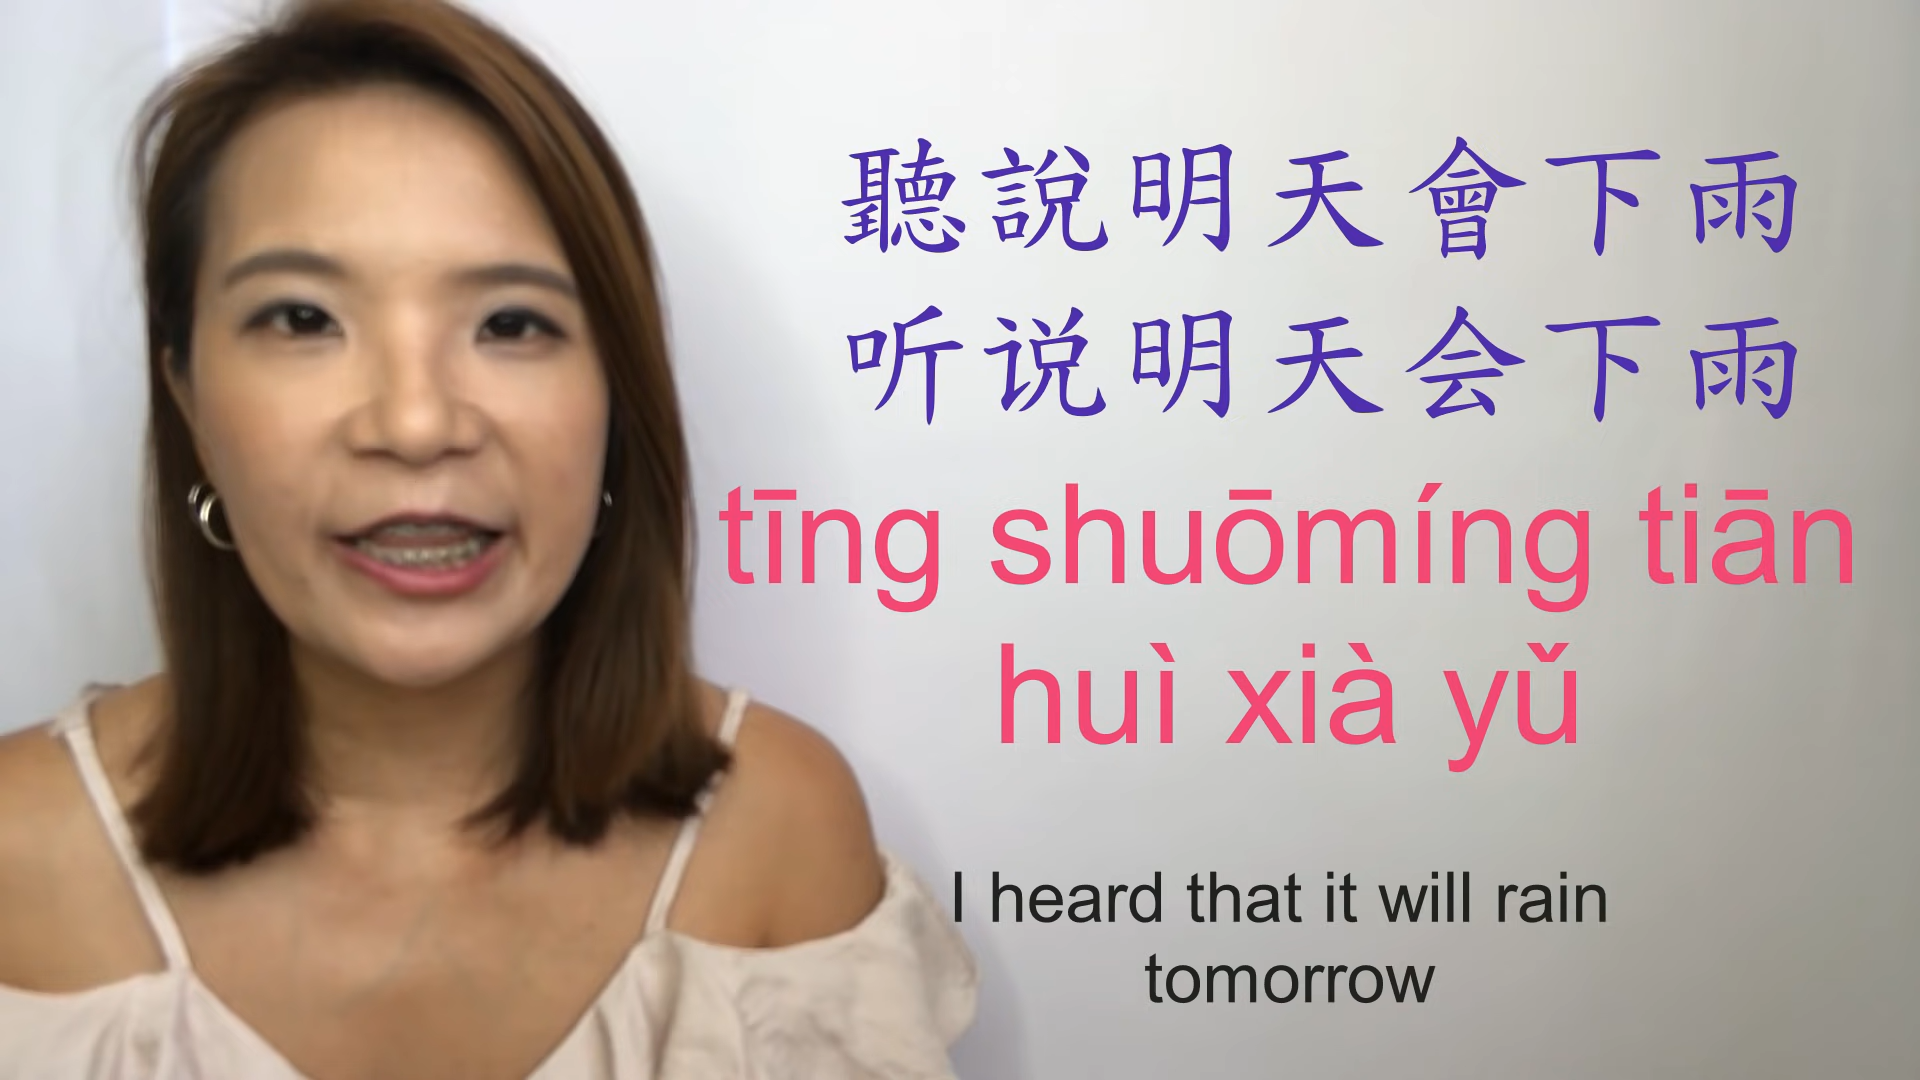 聽說明天會下雨
听说明天会下雨
tīng shuōmíng tiān
huì xià yǔ
I heard that it will rain
tomorrow